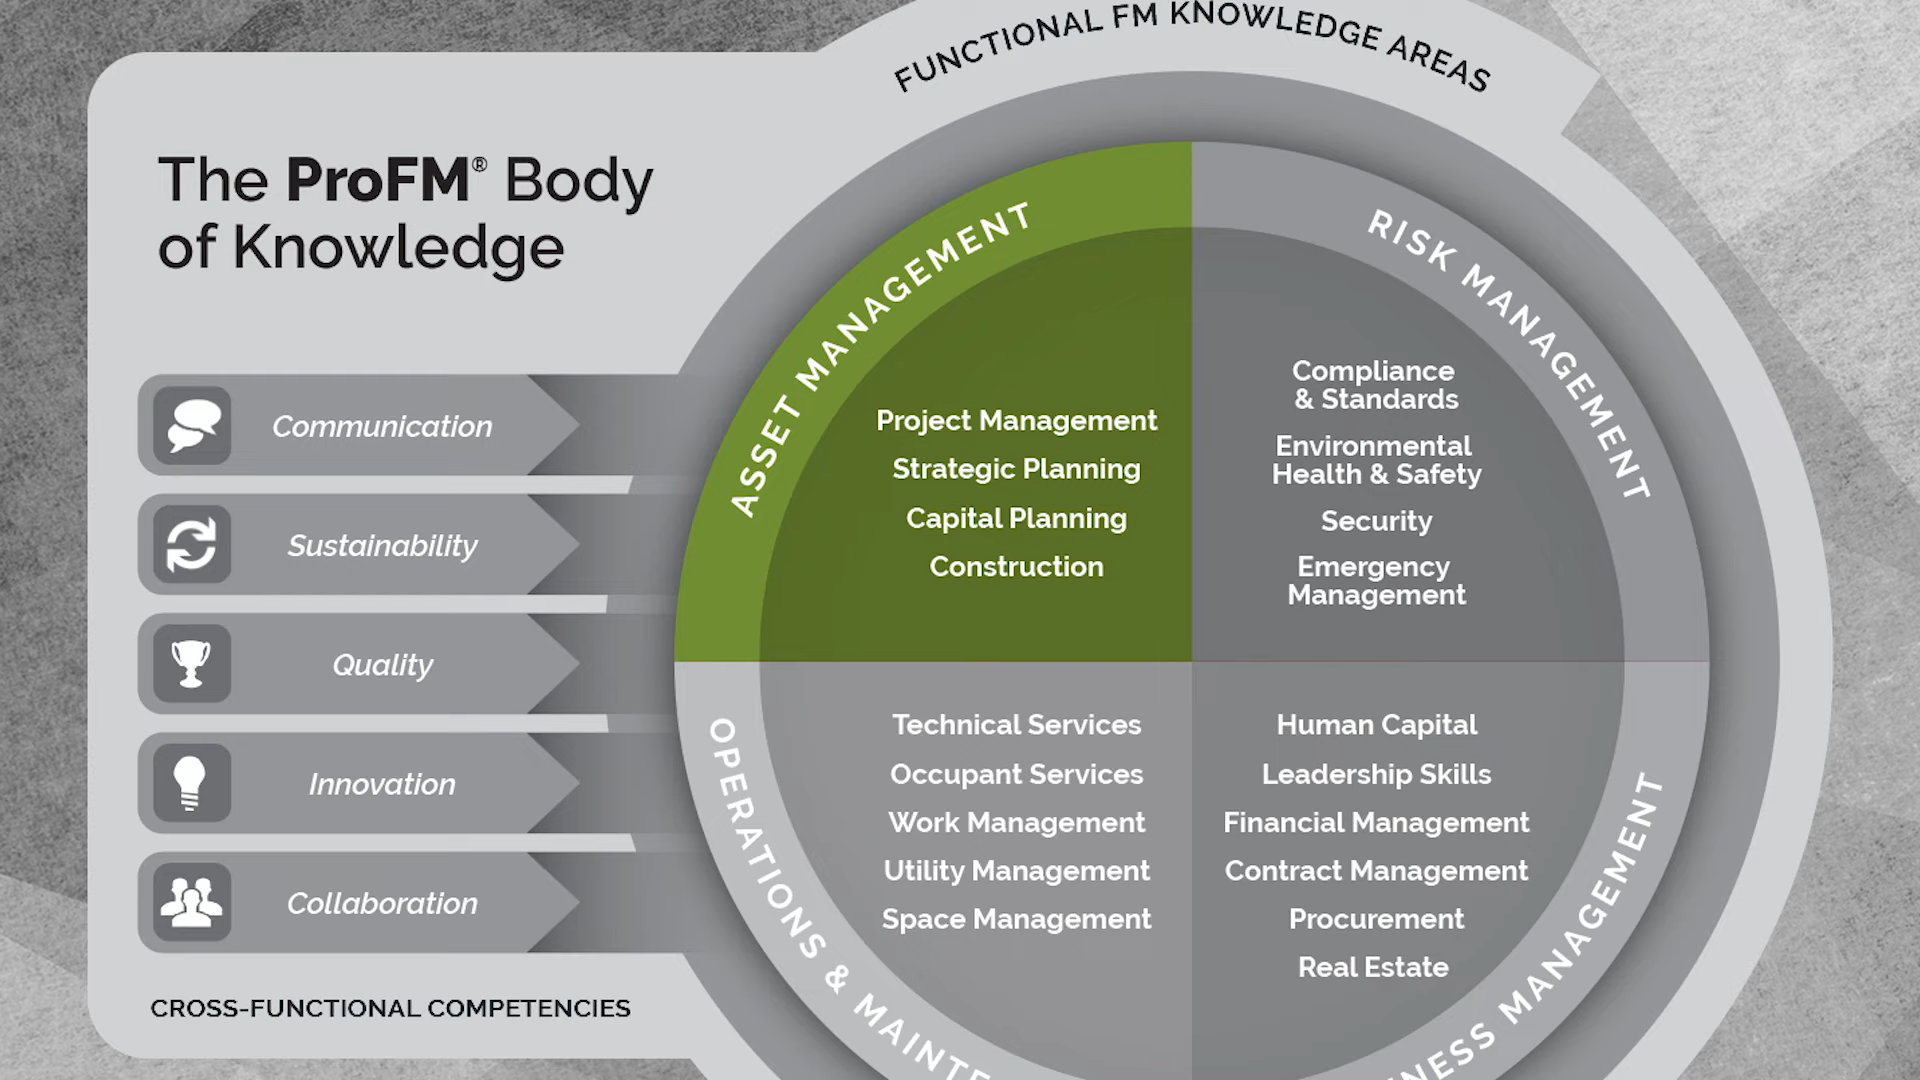 FUNCTIONAL FM KNOWLEDGE AREAS
The ProFM® Body
of Knowledge
Communication
Sustainability
Quality
Innovation
Collaboration
CROSS-FUNCTIONAL COMPETENCIES
ASSET MANAGEMENT
Project Management
Strategic Planning
Capital Planning
Construction
RISK MANAGEMENT
Compliance
& Standards
Environmental
Health & Safety
Security
Emergency
Management
OPERATIONS &
Technical Services
Occupant Services
Work Management
Utility Management
Space Management
Human Capital
Leadership Skills
Financial Management
Contract Management
Procurement
Real Estate
MANAGEMENT